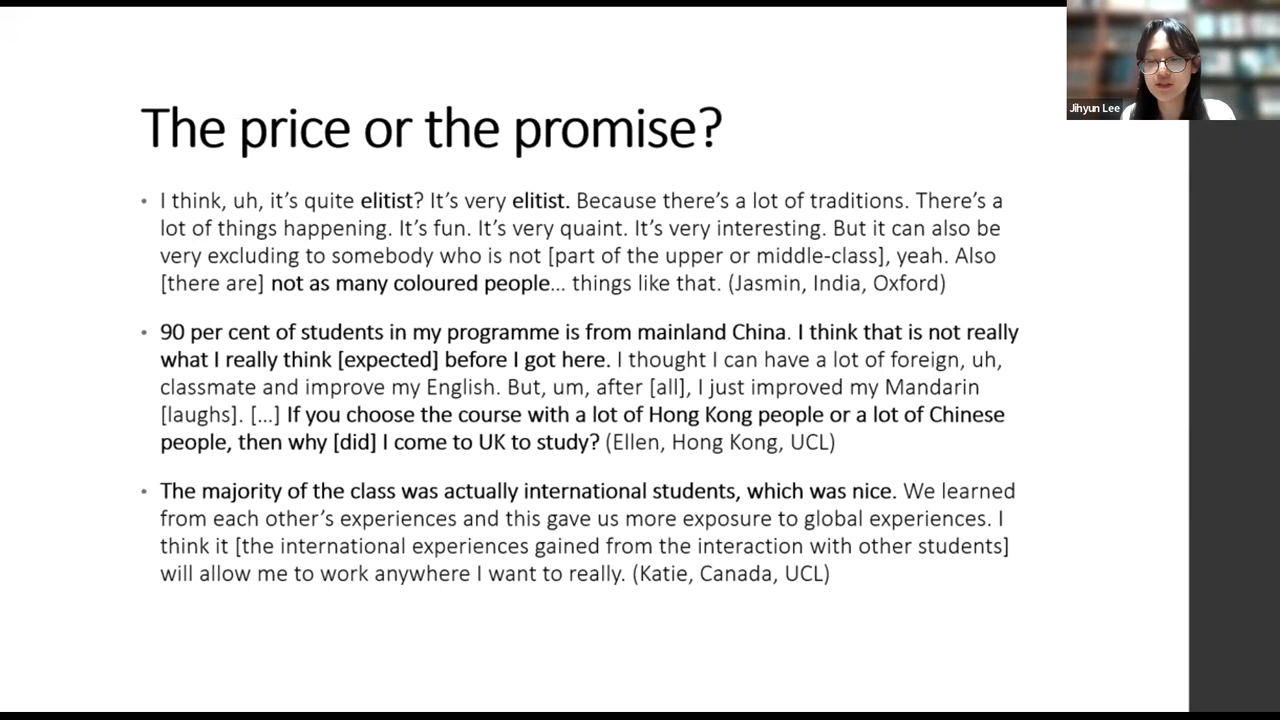 Jihyun Lee
The price or the promise?
• I think, uh, it’s quite elitist? It’s very elitist. Because there’s a lot of traditions. There’s a
lot of things happening. It’s fun. It’s very quaint. It’s very interesting. But it can also be
very excluding to somebody who is not [part of the upper or middle-class], yeah. Also
[there are] not as many coloured people… things like that. (Jasmin, India, Oxford)
• 90 per cent of students in my programme is from mainland China. I think that is not really
what I really think [expected] before I got here. I thought I can have a lot of foreign, uh,
classmate and improve my English. But, um, after [all], I just improved my Mandarin
[laughs]. […] If you choose the course with a lot of Hong Kong people or a lot of Chinese
people, then why [did] I come to UK to study? (Ellen, Hong Kong, UCL)
• The majority of the class was actually international students, which was nice. We learned
from each other’s experiences and this gave us more exposure to global experiences. I
think it [the international experiences gained from the interaction with other students]
will allow me to work anywhere I want to really. (Katie, Canada, UCL)